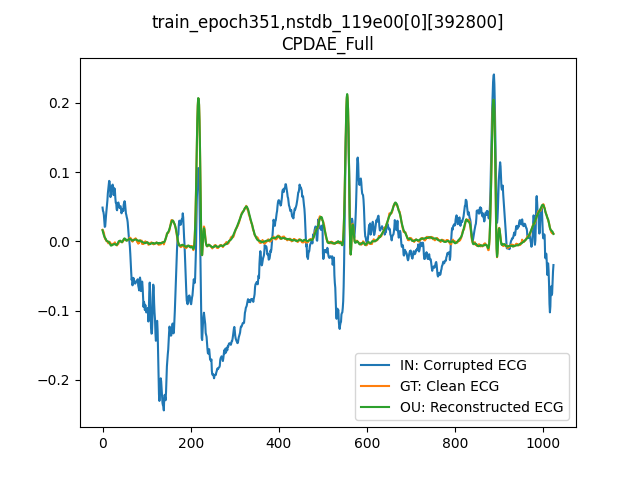 train_epoch351,nstdb_119e00[0][392800]
CPDAE_Full
0.2
0.1
0.0
−0.1
−0.2
0
200
400
600
800
1000
IN: Corrupted ECG
GT: Clean ECG
OU: Reconstructed ECG